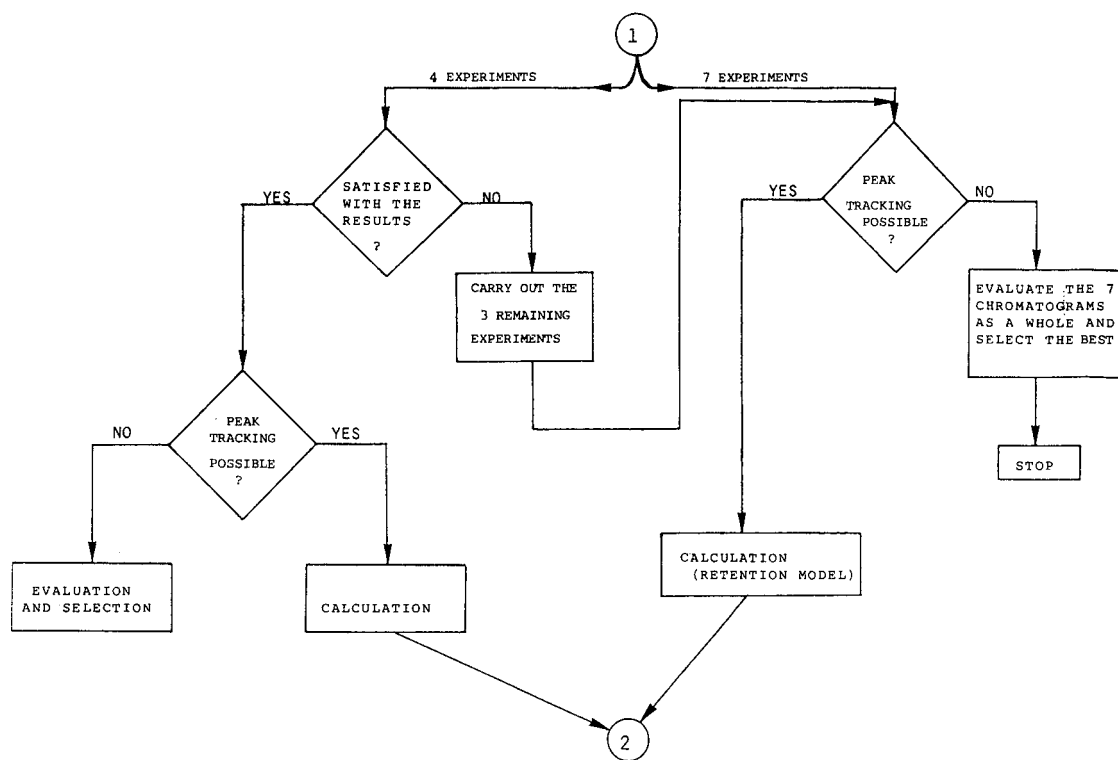 1
4 EXPERIMENTS
7 EXPERIMENTS
YES
SATISFIED
WITH THE
RESULTS
?
NO
YES
PEAK
TRACKING
POSSIBLE
?
NO
CARRY OUT THE
3 REMAINING
EXPERIMENTS
EVALUATE THE 7
CHROMATOGRAMS
AS A WHOLE AND
SELECT THE BEST
NO
PEAK
TRACKING
POSSIBLE
?
YES
STOP
EVALUATION
AND SELECTION
CALCULATION
CALCULATION
(RETENTION MODEL)
2